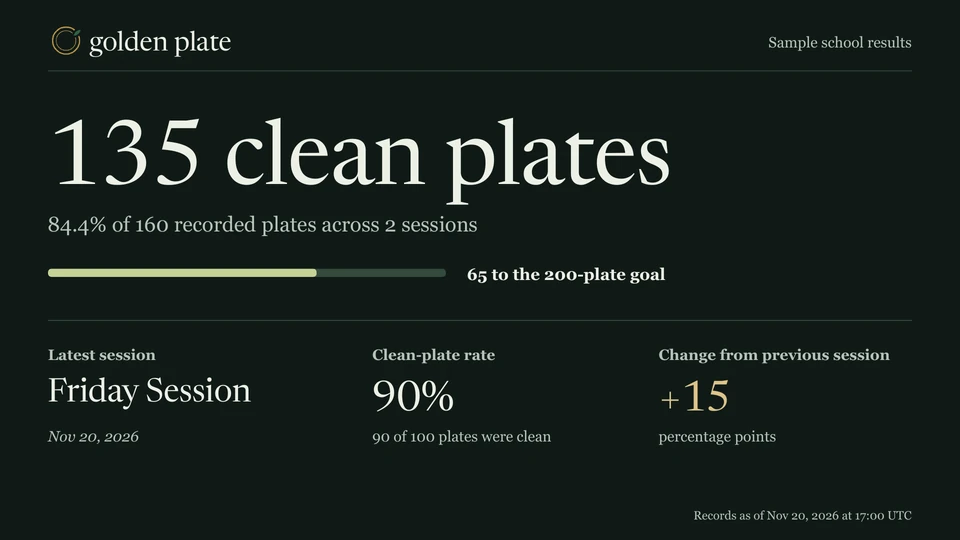 golden plate
Sample school results
135 clean plates
84.4% of 160 recorded plates across 2 sessions
65 to the 200-plate goal
Latest session
Friday Session
Nov 20, 2026
Clean-plate rate
90%
90 of 100 plates were clean
Change from previous session
+15
percentage points
Records as of Nov 20, 2026 at 17:00 UTC